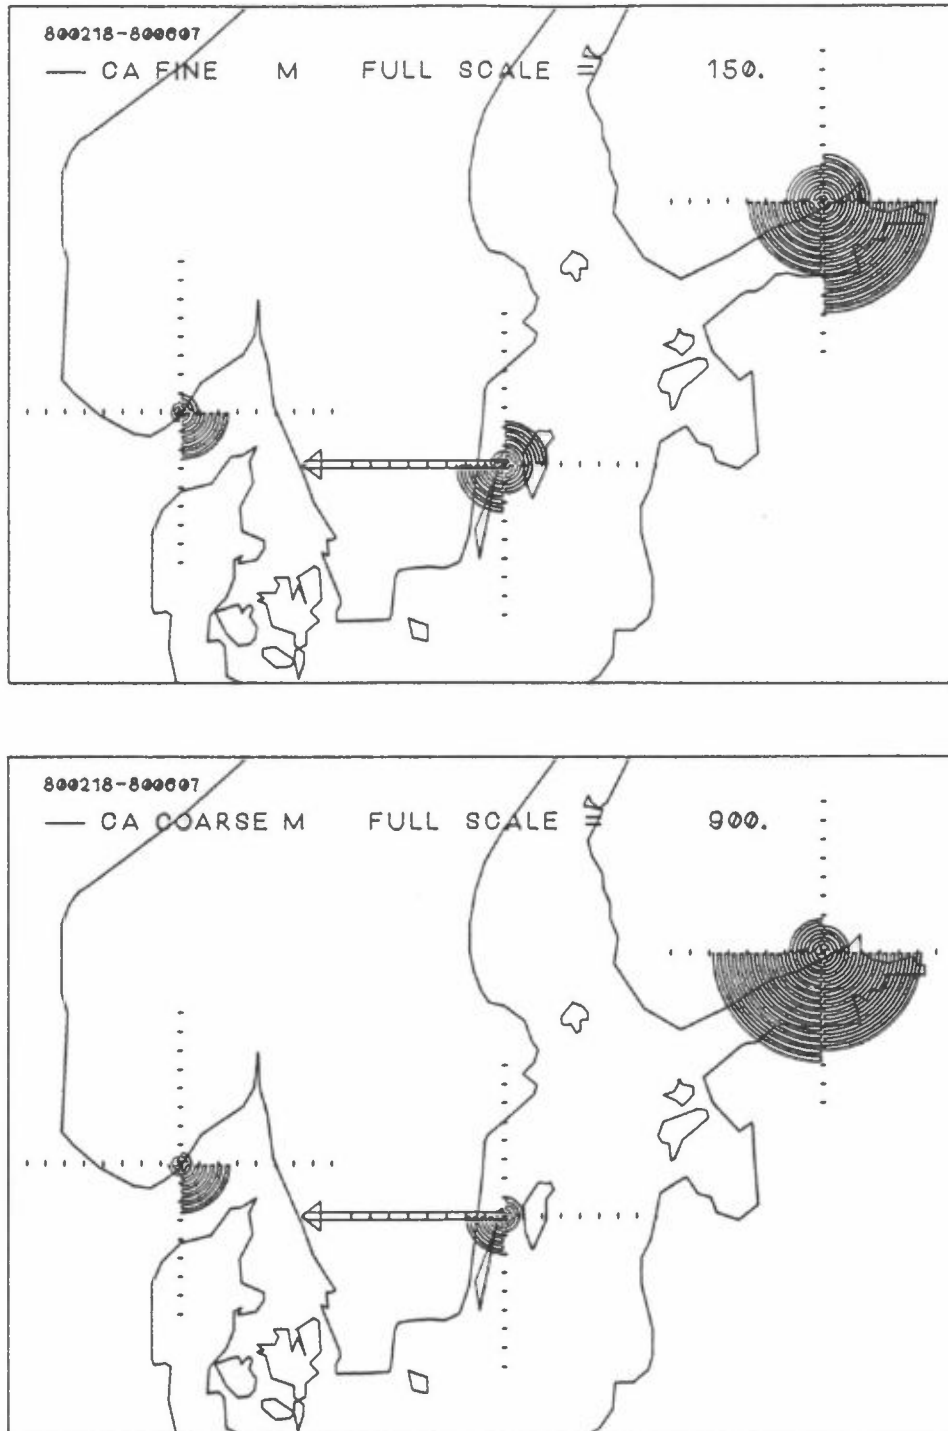 800218-800607
— CA FINE M FULL SCALE = 150.
800218-800607
— CA COARSE M FULL SCALE = 900.